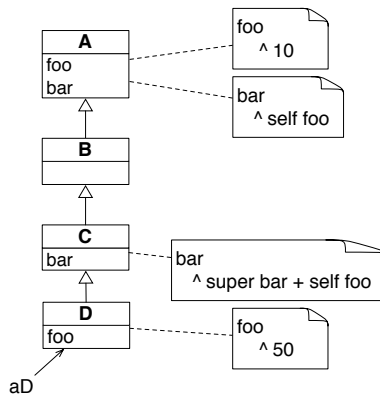 A
foo
bar
foo
^ 10
bar
^ self foo
B
C
bar
bar
^ super bar + self foo
D
foo
foo
^ 50
aD